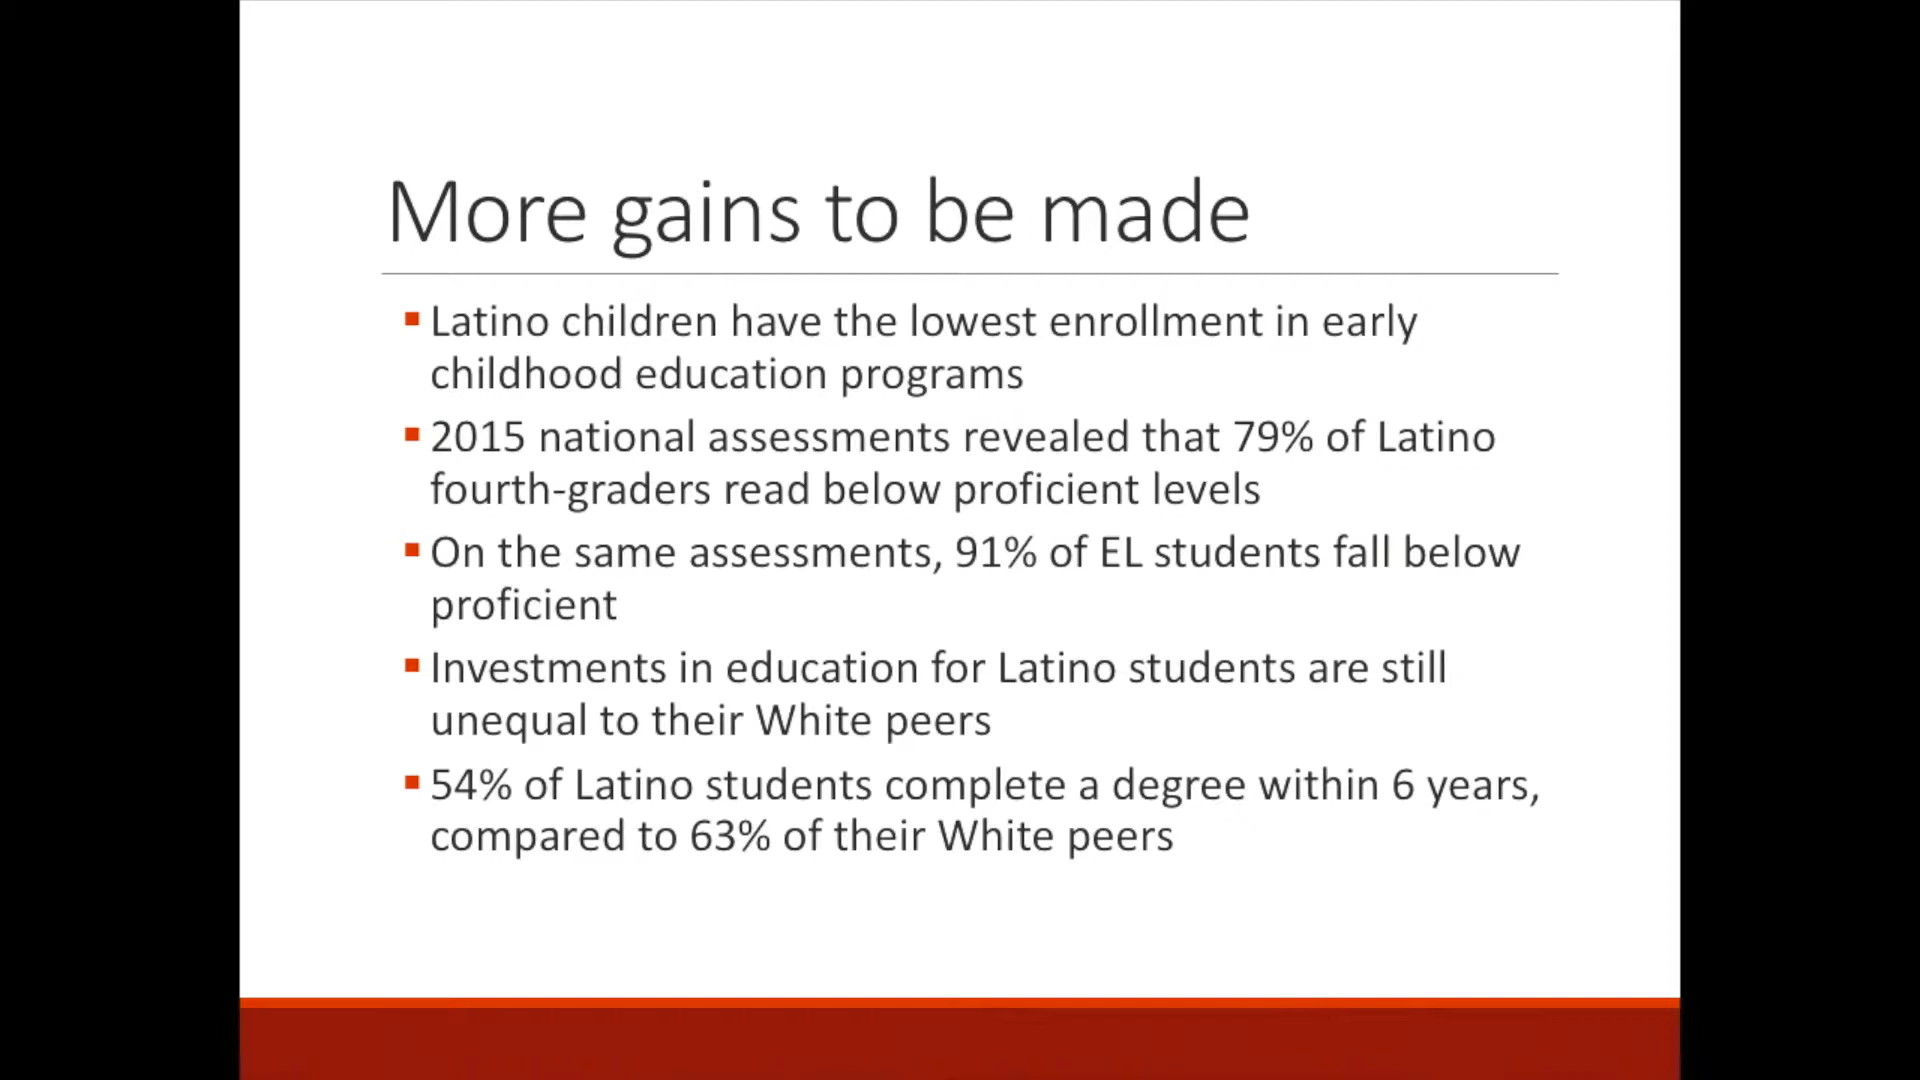 More gains to be made
Latino children have the lowest enrollment in early
childhood education programs
2015 national assessments revealed that 79% of Latino
fourth-graders read below proficient levels
On the same assessments, 91% of EL students fall below
proficient
Investments in education for Latino students are still
unequal to their White peers
54% of Latino students complete a degree within 6 years,
compared to 63% of their White peers